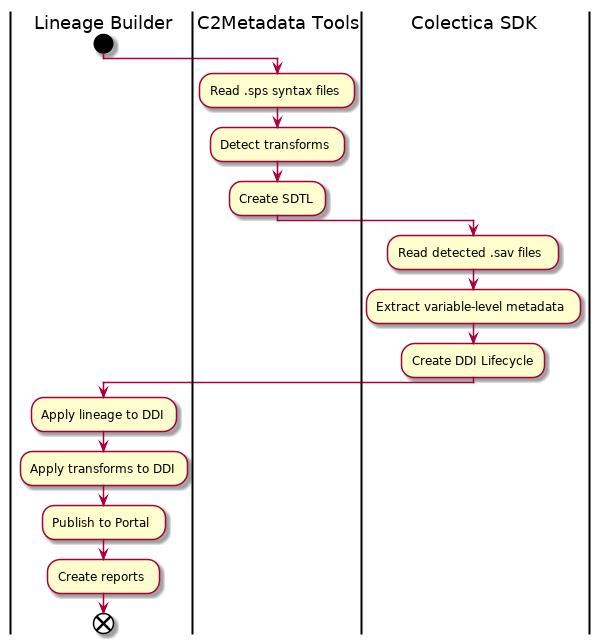 Lineage Builder
C2Metadata Tools
Colectica SDK
Read .sps syntax files
Detect transforms
Create SDTL
Read detected .sav files
Extract variable-level metadata
Create DDI Lifecycle
Apply lineage to DDI
Apply transforms to DDI
Publish to Portal
Create reports